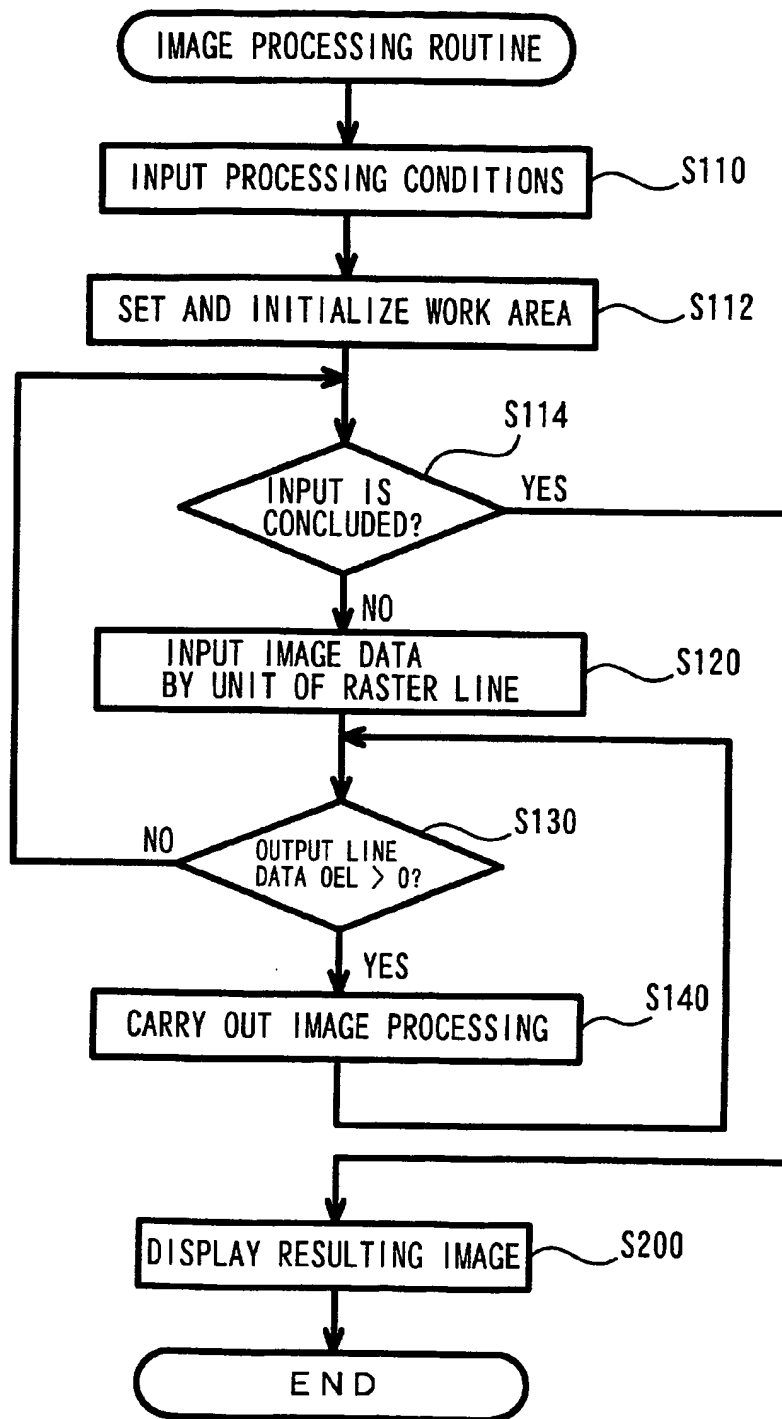 IMAGE PROCESSING ROUTINE
INPUT PROCESSING CONDITIONS
S110
SET AND INITIALIZE WORK AREA
S112
S114
INPUT IS
CONCLUDED?
YES
NO
INPUT IMAGE DATA
BY UNIT OF RASTER LINE
S120
S130
NO
OUTPUT LINE
DATA OEL > 0?
YES
CARRY OUT IMAGE PROCESSING
S140
DISPLAY RESULTING IMAGE
S200
END